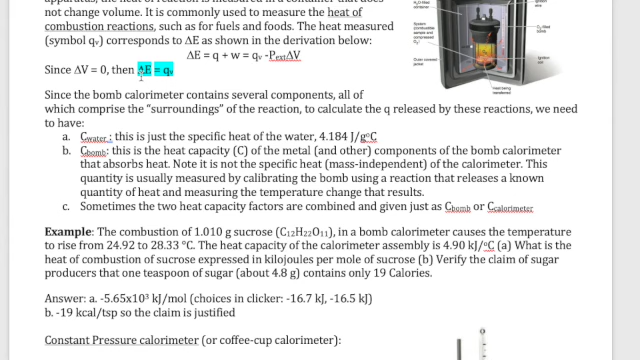 apparatus, the heat of reaction is measured in a container that does
not change volume. It is commonly used to measure the heat of
combustion reactions, such as for fuels and foods. The heat measured
(symbol qv) corresponds to ΔE as shown in the derivation below:
ΔE = q + w = qv -PextΔV
Since ΔV = 0, then ΔE = qv
Since the bomb calorimeter contains several components, all of
which comprise the “surroundings” of the reaction, to calculate the q released by these reactions, we need
to have:
a. Cwater : this is just the specific heat of the water, 4.184 J/g°C
b. Cbomb: this is the heat capacity (C) of the metal (and other) components of the bomb calorimeter
that absorbs heat. Note it is not the specific heat (mass-independent) of the calorimeter. This
quantity is usually measured by calibrating the bomb using a reaction that releases a known
quantity of heat and measuring the temperature change that results.
c. Sometimes the two heat capacity factors are combined and given just as Cbomb or Ccalorimeter
Example: The combustion of 1.010 g sucrose (C12H22O11), in a bomb calorimeter causes the temperature
to rise from 24.92 to 28.33 °C. The heat capacity of the calorimeter assembly is 4.90 kJ/°C (a) What is the
heat of combustion of sucrose expressed in kilojoules per mole of sucrose (b) Verify the claim of sugar
producers that one teaspoon of sugar (about 4.8 g) contains only 19 Calories.
Answer: a. -5.65x10³ kJ/mol (choices in clicker: -16.7 kJ, -16.5 kJ)
b. -19 kcal/tsp so the claim is justified
Constant Pressure calorimeter (or coffee-cup calorimeter):